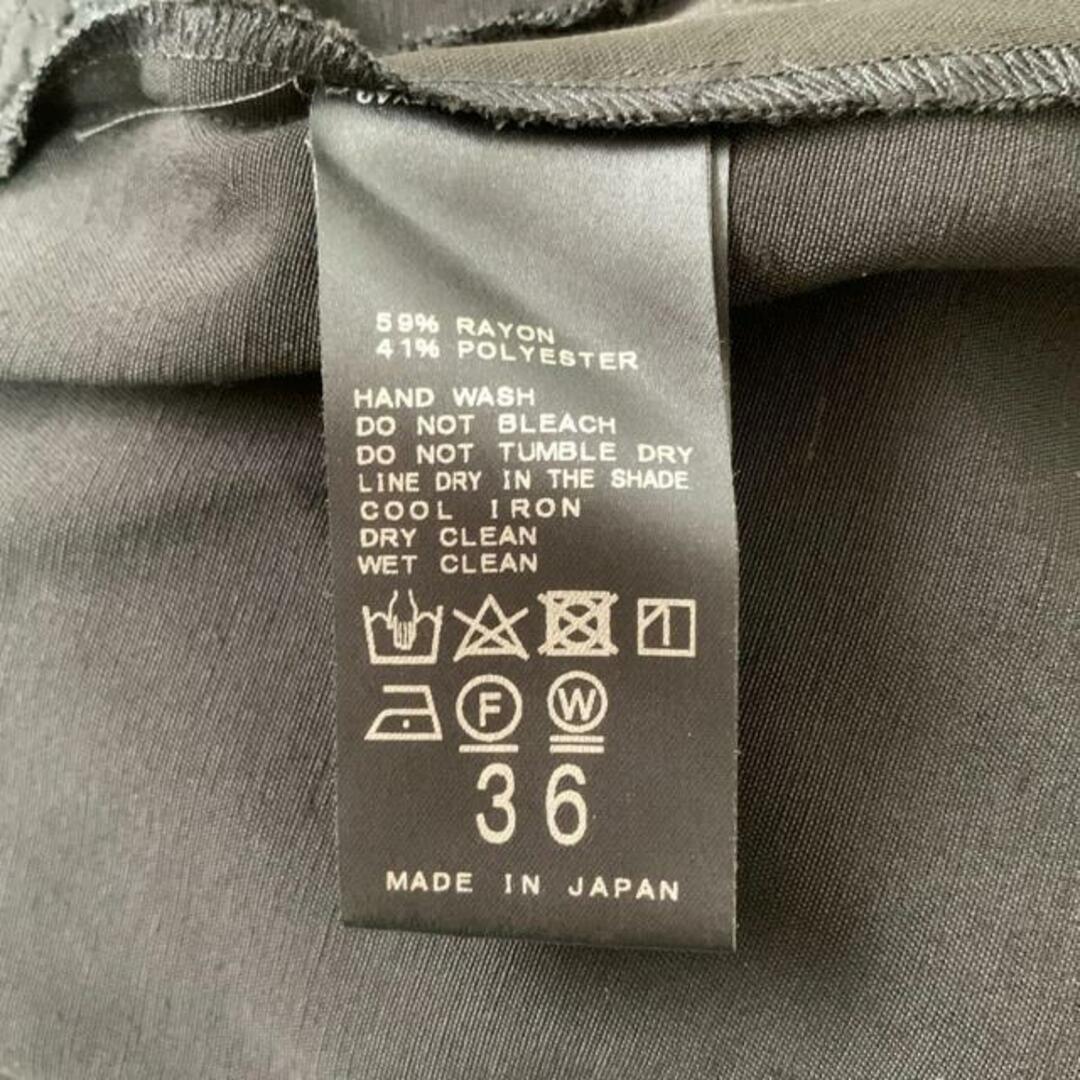 59% RAYON
41% POLYESTER
HAND WASH
DO NOT BLEACH
DO NOT TUMBLE DRY
LINE DRY IN THE SHADE
COOL IRON
DRY CLEAN
WET CLEAN
F W
36
MADE IN JAPAN